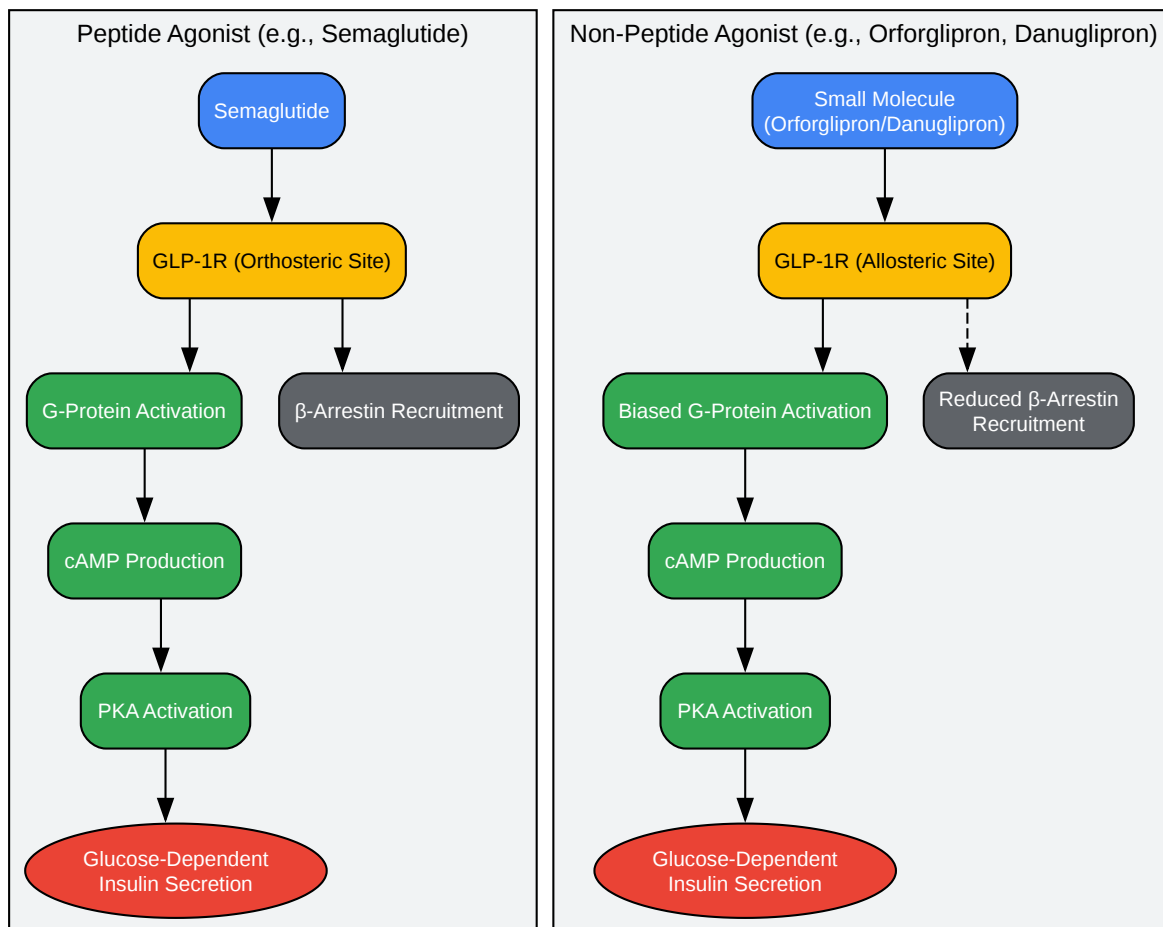 Peptide Agonist (e.g., Semaglutide)
Semaglutide
GLP-1R (Orthosteric Site)
G-Protein Activation
β-Arrestin Recruitment
cAMP Production
PKA Activation
Glucose-Dependent
Insulin Secretion
Non-Peptide Agonist (e.g., Orforglipron, Danuglipron)
Small Molecule
(Orforglipron/Danuglipron)
GLP-1R (Allosteric Site)
Biased G-Protein Activation
Reduced β-Arrestin
Recruitment
cAMP Production
PKA Activation
Glucose-Dependent
Insulin Secretion